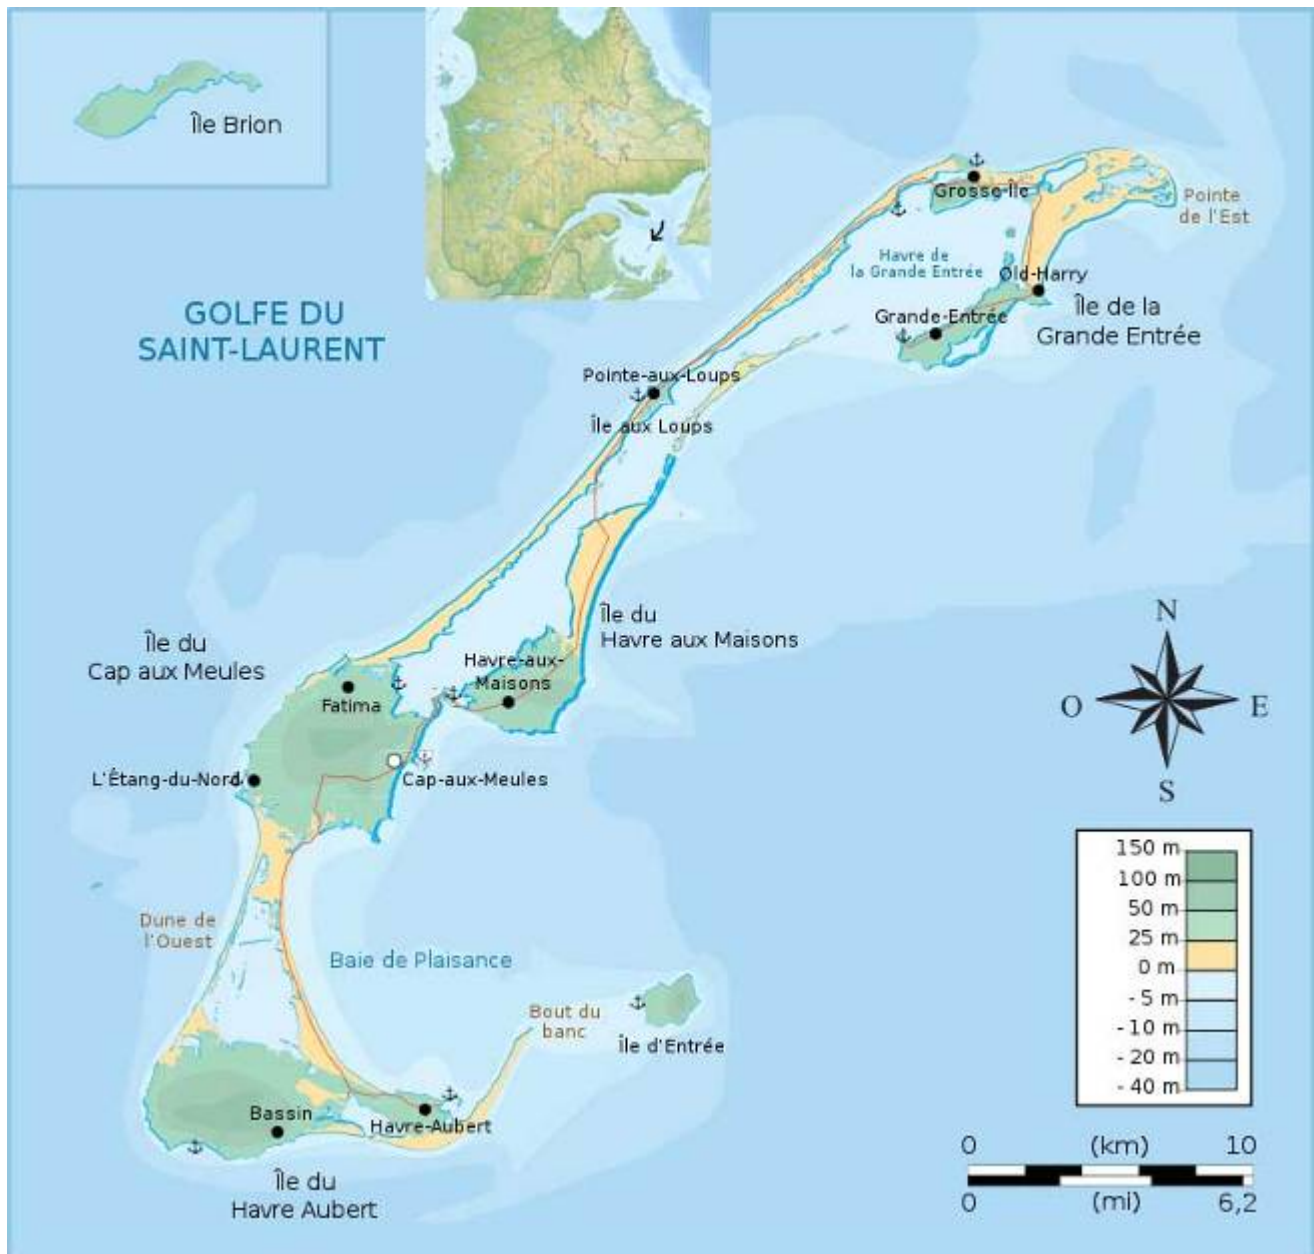 Île Brion
GOLFE DU
SAINT-LAURENT
Grosse-Île
Pointe
de l'Est
Havre de
la Grande Entrée
Old-Harry
Grande-Entrée
Île de la
Grande Entrée
Pointe-aux-Loups
Île aux Loups
Île du
Havre aux Maisons
Île du
Cap aux Meules
Havre-aux-
Maisons
Fatima
L'Étang-du-Nord
Cap-aux-Meules
Dune de
l'Ouest
Baie de Plaisance
Bout du
banc
Île d'Entrée
Bassin
Havre-Aubert
Île du
Havre Aubert
N
O
E
S
150 m
100 m
50 m
25 m
0 m
- 5 m
- 10 m
- 20 m
- 40 m
0 (km) 10
0 (mi) 6,2